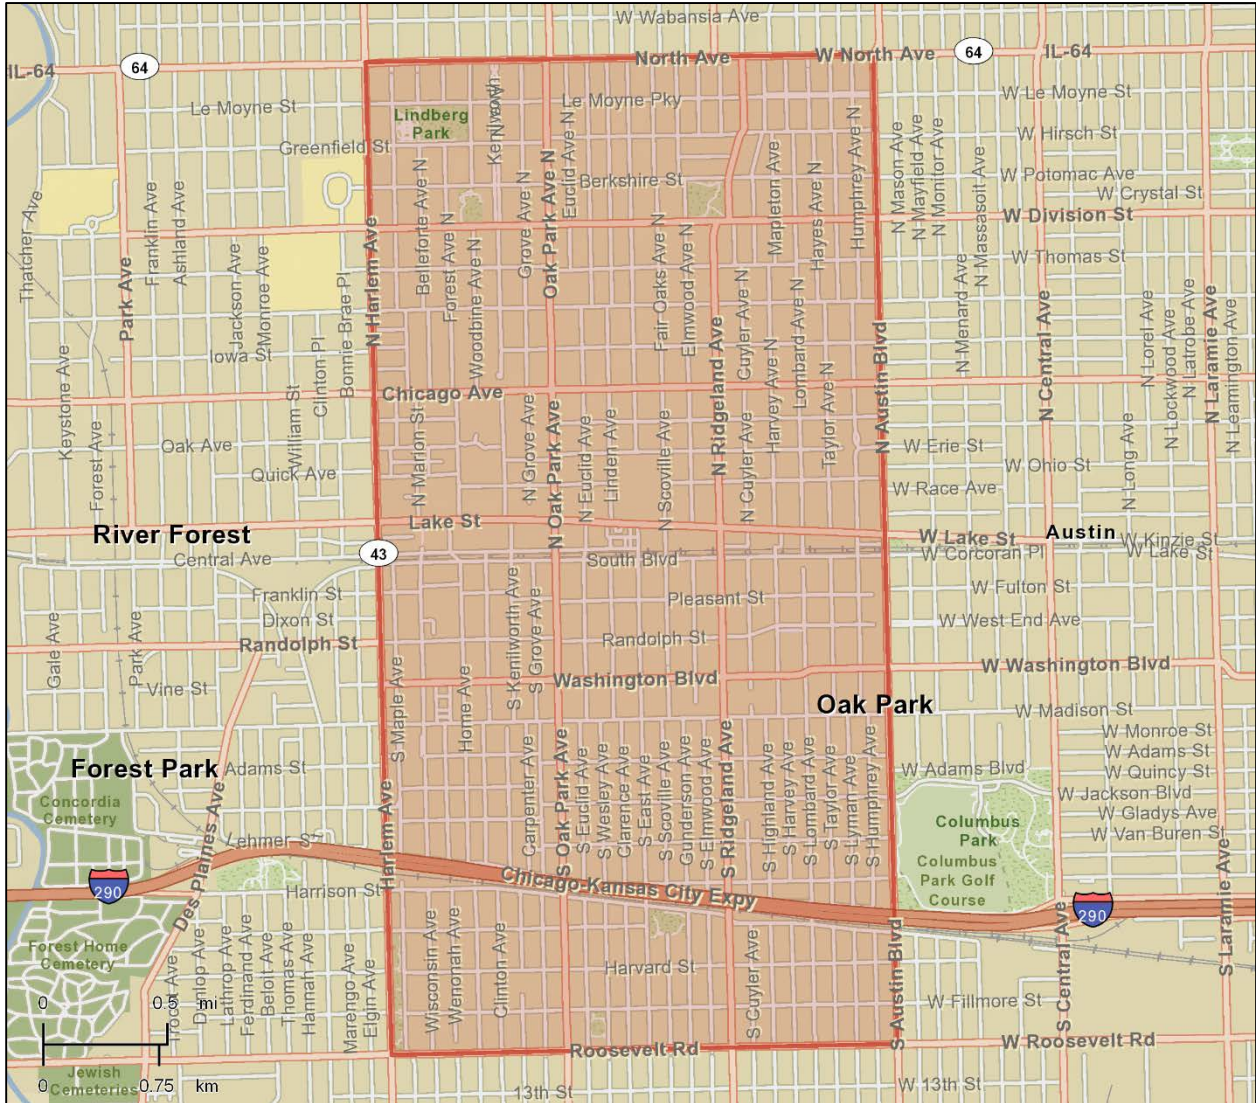 W Wabansia Ave
IL-64
64
North Ave
W North Ave
64
IL-64
Le Moyne St
Lindberg
Park
Kenilworth
Le Moyne Pky
W Le Moyne St
Greenfield St
Euclid Ave N
W Hirsch St
Berkshire St
N Mason Ave
N Mayfield Ave
N Monitor Ave
N Massasoit Ave
W Potomac Ave
W Crystal St
Thatcher Ave
Franklin Ave
Ashland Ave
Belleforte Ave N
Forest Ave N
Grove Ave N
Oak Park Ave N
Mapleton Ave
Hayes Ave N
Humphrey Ave N
W Division St
Park Ave
Jackson Ave
Monroe Ave
Bonnie Brae Pl
N Harlem Ave
Woodbine Ave N
Fair Oaks Ave N
Elmwood Ave N
Cuyler Ave N
Lombard Ave N
W Thomas St
N Menard Ave
N Central Ave
N Lorel Ave
N Lockwood Ave
N Latrobe Ave
N Laramie Ave
N Leamington Ave
Keystone Ave
Forest Ave
Iowa St
William St
Clinton Pl
Chicago Ave
N Ridgeland Ave
Harvey Ave N
Taylor Ave N
N Austin Blvd
Oak Ave
Quick Ave
N Marion St
N Grove Ave
N Oak Park Ave
N Euclid Ave
Linden Ave
N Scoville Ave
N Cuyler Ave
W Erie St
W Ohio St
N Long Ave
W Race Ave
Lake St
River Forest
43
Austin
W Lake St
W Kinzie St
Central Ave
South Blvd
W Corcoran Pl
W Lake St
Franklin St
S Kenilworth Ave
S Grove Ave
Pleasant St
W Fulton St
Dixon St
Gale Ave
Park Ave
Randolph St
Randolph St
W West End Ave
Vine St
S Maple Ave
Home Ave
Washington Blvd
W Washington Blvd
Oak Park
W Madison St
Forest Park
Adams St
W Monroe St
W Adams St
W Adams Blvd
W Quincy St
W Jackson Blvd
Concordia
Cemetery
Des Plaines Ave
Harlem Ave
Carpenter Ave
S Oak Park Ave
S Euclid Ave
S Wesley Ave
Clarence Ave
S East Ave
S Scoville Ave
Gunderson Ave
S Elmwood Ave
S Ridgeland Ave
S Highland Ave
S Harvey Ave
S Lombard Ave
S Taylor Ave
S Lyman Ave
S Humphrey Ave
Columbus
Park
W Gladys Ave
W Van Buren St
Lehmer St
Columbus
Park Golf
Course
S Laramie Ave
290
Harrison St
Chicago-Kansas City Expy
290
Forest Home
Cemetery
Troost Ave
Dunlop Ave
Lathrop Ave
Ferdinand Ave
Beloit Ave
Thomas Ave
Hannah Ave
Marengo Ave
Elgin Ave
Wisconsin Ave
Wenonah Ave
Clinton Ave
Harvard St
S Cuyler Ave
S Austin Blvd
S Central Ave
W Fillmore St
0 0.5 mi
Roosevelt Rd
W Roosevelt Rd
Jewish
Cemeteries
0 0.75 km
13th St
W 13th St